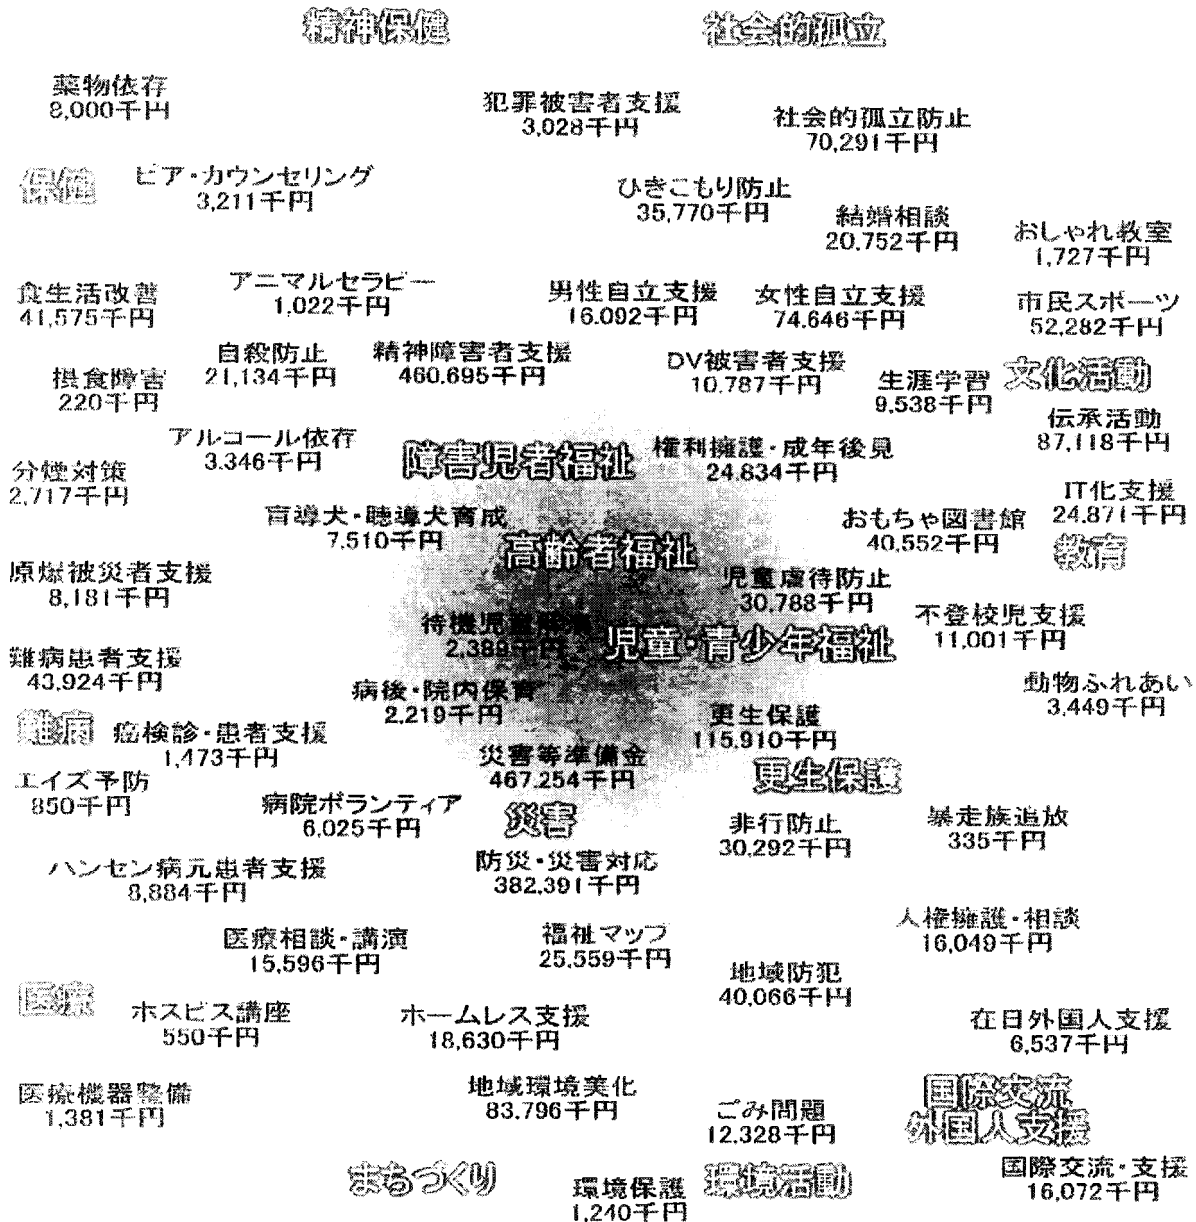 精神保健
社会的孤立
薬物依存
8,000千円
犯罪被害者支援
3,028千円
社会的孤立防止
70,291千円
保健
ピア・カウンセリング
3,211千円
ひきこもり防止
35,770千円
結婚相談
20,752千円
おしゃれ教室
1,727千円
食生活改善
41,575千円
アニマルセラピー
1,022千円
男性自立支援
16,092千円
女性自立支援
74,646千円
市民スポーツ
52,282千円
摂食障害
220千円
自殺防止
21,134千円
精神障害者支援
460,695千円
DV被害者支援
10,787千円
生涯学習
9,538千円
文化活動
伝承活動
87,118千円
アルコール依存
3,346千円
障害児者福祉
権利擁護・成年後見
24,834千円
分煙対策
2,717千円
盲導犬・聴導犬育成
7,510千円
高齢者福祉
おもちゃ図書館
40,552千円
IT化支援
24,871千円
教育
原爆被災者支援
8,181千円
児童虐待防止
30,788千円
待機児童解消
2,389千円
児童・青少年福祉
不登校児支援
11,001千円
難病患者支援
43,924千円
病後・院内保育
2,219千円
動物ふれあい
3,449千円
難病
癌検診・患者支援
1,473千円
更生保護
115,910千円
災害等準備金
467,254千円
更生保護
エイズ予防
850千円
病院ボランティア
6,025千円
災害
非行防止
30,292千円
暴走族追放
335千円
ハンセン病元患者支援
8,884千円
防災・災害対応
382,391千円
医療相談・講演
15,596千円
福祉マップ
25,559千円
人権擁護・相談
16,049千円
地域防犯
40,066千円
医療
ホスピス講座
550千円
ホームレス支援
18,630千円
在日外国人支援
6,537千円
医療機器整備
1,381千円
地域環境美化
83,796千円
ごみ問題
12,328千円
国際交流
外国人支援
まちづくり
環境保護
1,240千円
環境活動
国際交流・支援
16,072千円